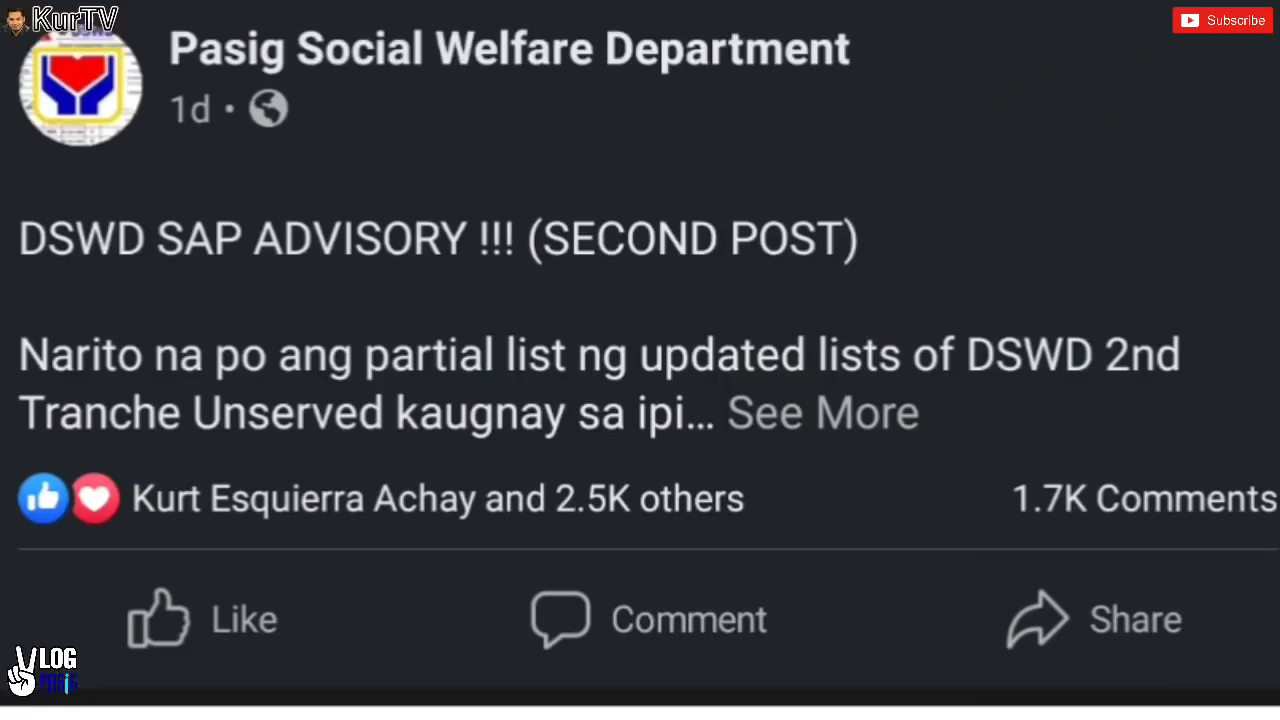 KurTV
Subscribe
Pasig Social Welfare Department
1d ·
DSWD SAP ADVISORY !!! (SECOND POST)
Narito na po ang partial list ng updated lists of DSWD 2nd
Tranche Unserved kaugnay sa ipi... See More
Kurt Esquierra Achay and 2.5K others
1.7K Comments
Like
Comment
Share
VLOG
PASIG